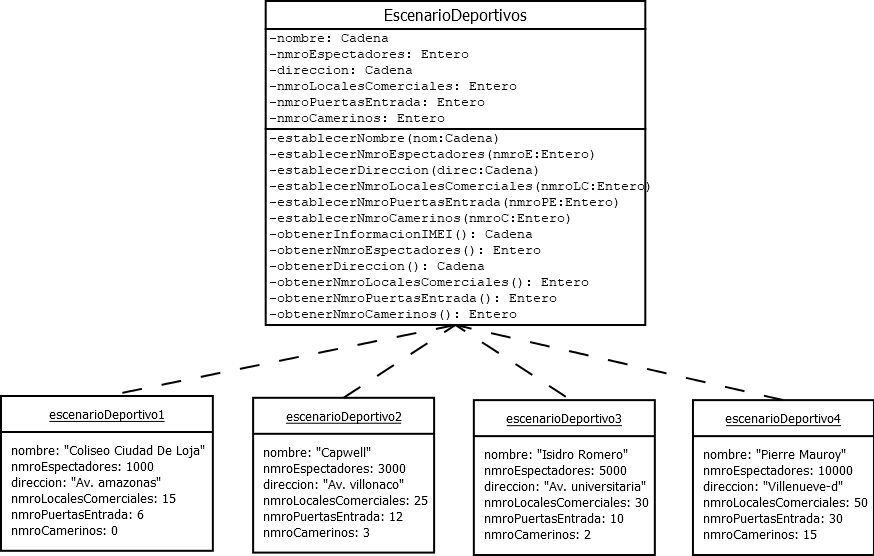 EscenarioDeportivos
-nombre: Cadena
-nmroEspectadores: Entero
-direccion: Cadena
-nmroLocalesComerciales: Entero
-nmroPuertasEntrada: Entero
-nmroCamerinos: Entero
-establecerNombre(nom:Cadena)
-establecerNmroEspectadores(nmroE:Entero)
-establecerDireccion(direc:Cadena)
-establecerNmroLocalesComerciales(nmroLC:Entero)
-establecerNmroPuertasEntrada(nmroPE:Entero)
-establecerNmroCamerinos(nmroC:Entero)
-obtenerInformacionIMEI(): Cadena
-obtenerNmroEspectadores(): Entero
-obtenerDireccion(): Cadena
-obtenerNmroLocalesComerciales(): Entero
-obtenerNmroPuertasEntrada(): Entero
-obtenerNmroCamerinos(): Entero
escenarioDeportivo1
nombre: "Coliseo Ciudad De Loja"
nmroEspectadores: 1000
direccion: "Av. amazonas"
nmroLocalesComerciales: 15
nmroPuertasEntrada: 6
nmroCamerinos: 0
escenarioDeportivo2
nombre: "Capwell"
nmroEspectadores: 3000
direccion: "Av. villonaco"
nmroLocalesComerciales: 25
nmroPuertasEntrada: 12
nmroCamerinos: 3
escenarioDeportivo3
nombre: "Isidro Romero"
nmroEspectadores: 5000
direccion: "Av. universitaria"
nmroLocalesComerciales: 30
nmroPuertasEntrada: 10
nmroCamerinos: 2
escenarioDeportivo4
nombre: "Pierre Mauroy"
nmroEspectadores: 10000
direccion: "Villenueve-d"
nmroLocalesComerciales: 50
nmroPuertasEntrada: 30
nmroCamerinos: 15